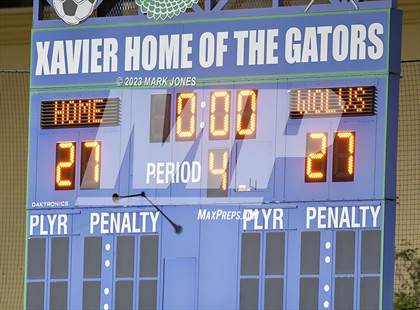 XAVIER HOME OF THE GATORS
© 2023 MARK JONES
HOME 0:00 WOLVS
MA
27 PERIOD 4 27
DAKTRONICS
MAXPREPS.COM
PLYR PENALTY PLYR PENALTY